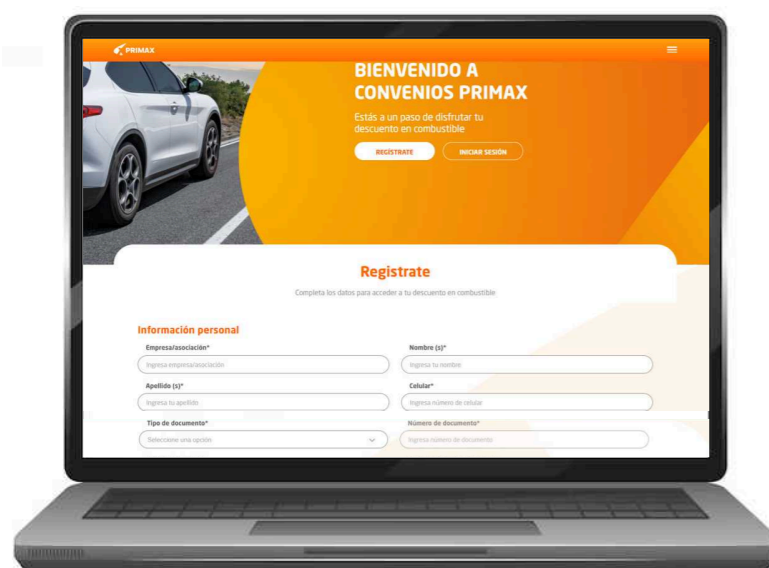 PRIMAX
BIENVENIDO A
CONVENIOS PRIMAX
Estás a un paso de disfrutar tu
descuento en combustible
REGÍSTRATE
INICIAR SESIÓN
Registrate
Completa los datos para acceder a tu descuento en combustible
Información personal
Empresa/asociación*
Nombre (s)*
Ingresa empresa/asociación
Ingresa tu nombre
Apellido (s)*
Celular*
Ingresa tu apellido
Ingresa número de celular
Tipo de documento*
Número de documento*
Seleccione una opción
Ingresa número de documento